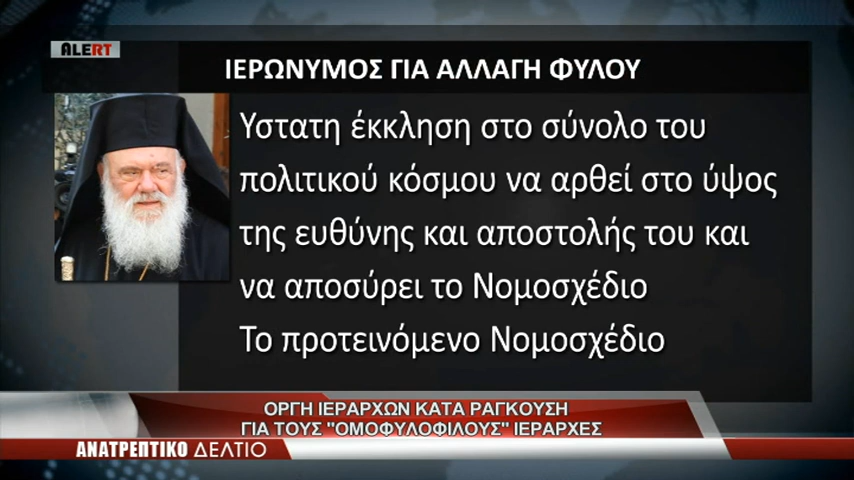 ALERT
ΙΕΡΩΝΥΜΟΣ ΓΙΑ ΑΛΛΑΓΗ ΦΥΛΟΥ
Υστατη έκκληση στο σύνολο του
πολιτικού κόσμου να αρθεί στο ύψος
της ευθύνης και αποστολής του και
να αποσύρει το Νομοσχέδιο
Το προτεινόμενο Νομοσχέδιο
ΟΡΓΗ ΙΕΡΑΡΧΩΝ ΚΑΤΑ ΡΑΓΚΟΥΣΗ
ΓΙΑ ΤΟΥΣ "ΟΜΟΦΥΛΟΦΙΛΟΥΣ" ΙΕΡΑΡΧΕΣ
ΑΝΑΤΡΕΠΤΙΚΟ ΔΕΛΤΙΟ